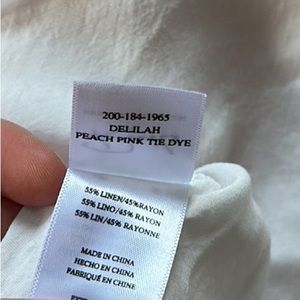 200-184-1965
DELILAH
PEACH PINK TIE DYE
55% LINEN/45%RAYON
55% LINO/45% RAYON
55% LIN/45% RAYONNE
MADE IN CHINA
HECHO EN CHINA
FABRIQUÉ EN CHINE